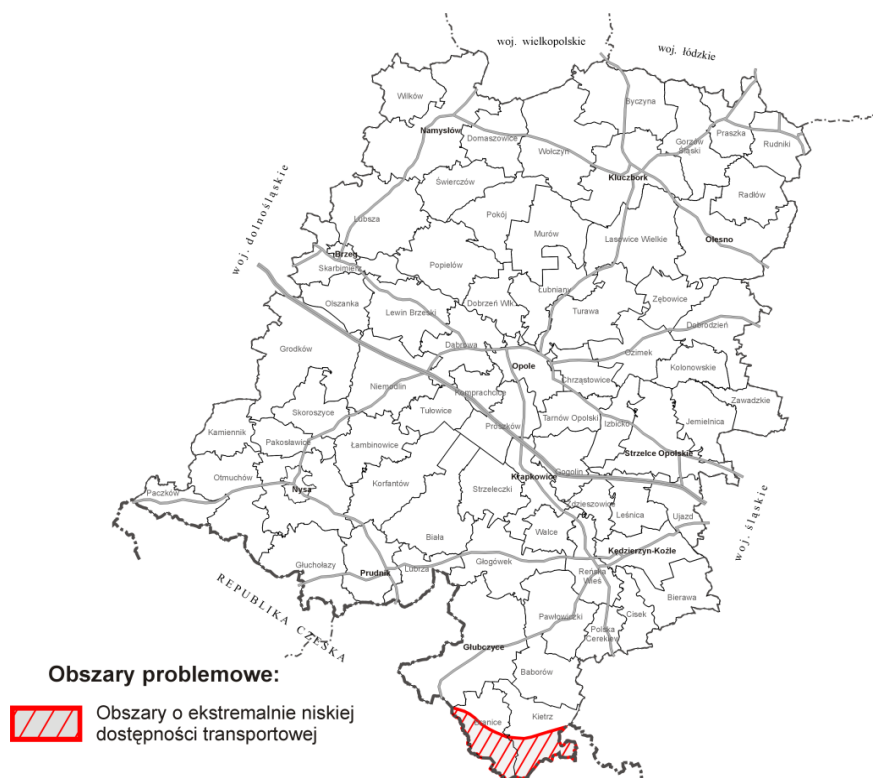 woj. wielkopolskie
woj. łódzkie
Wilków
Byczyna
Namysłów
Domaszowice
Wołczyn
Gorzów
Śląski
Praszka
Rudniki
Kluczbork
Świerczów
Radłów
Lubsza
Pokój
Murów
Lasowice Wielkie
Olesno
woj. dolnośląskie
Brzeg
Skarbimierz
Popielów
Olszanka
Lewin Brzeski
Dobrzeń Wlk.
Łubniany
Turawa
Zębowice
Dobrodzień
Grodków
Dąbrowa
Opole
Ozimek
Kolonowskie
Niemodlin
Komprachcice
Chrząstowice
Zawadzkie
Skoroszyce
Tułowice
Prószków
Tarnów Opolski
Izbicko
Jemielnica
Kamiennik
Pakosławice
Łambinowice
Strzelce Opolskie
Otmuchów
Korfantów
Krapkowice
Gogolin
Paczków
Nysa
Strzeleczki
Zdzieszowice
Leśnica
Ujazd
woj. śląskie
Biała
Walce
Kędzierzyn-Koźle
Głuchołazy
Prudnik
Lubrza
Głogówek
Reńska
Wieś
Bierawa
REPUBLIKA CZESKA
Pawłowiczki
Polska
Cerekiew
Cisek
Głubczyce
Baborów
Branice
Kietrz
Obszary problemowe:
Obszary o ekstremalnie niskiej
dostępności transportowej